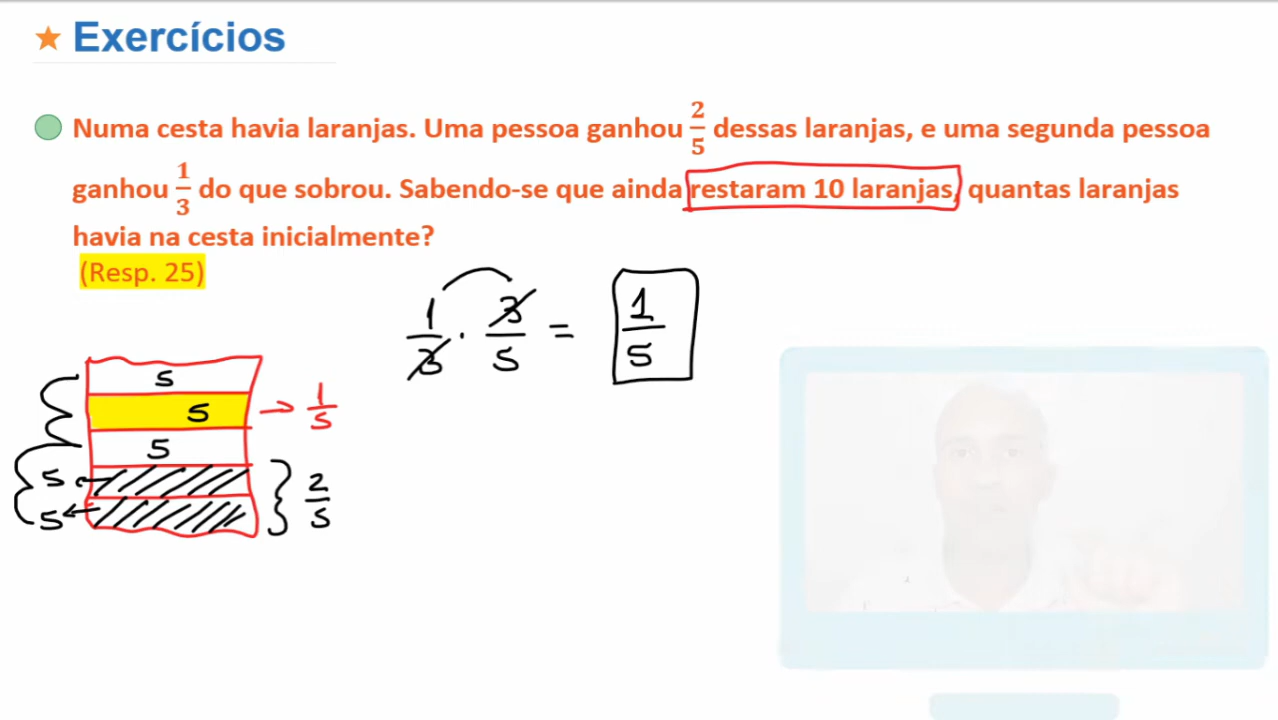 Exercícios
Numa cesta havia laranjas. Uma pessoa ganhou 2/5 dessas laranjas, e uma segunda pessoa
ganhou 1/3 do que sobrou. Sabendo-se que ainda restaram 10 laranjas, quantas laranjas
havia na cesta inicialmente?
(Resp. 25)
1/3 · 3/5 = 1/5
5
5 → 1/5
5
5
5
2/5